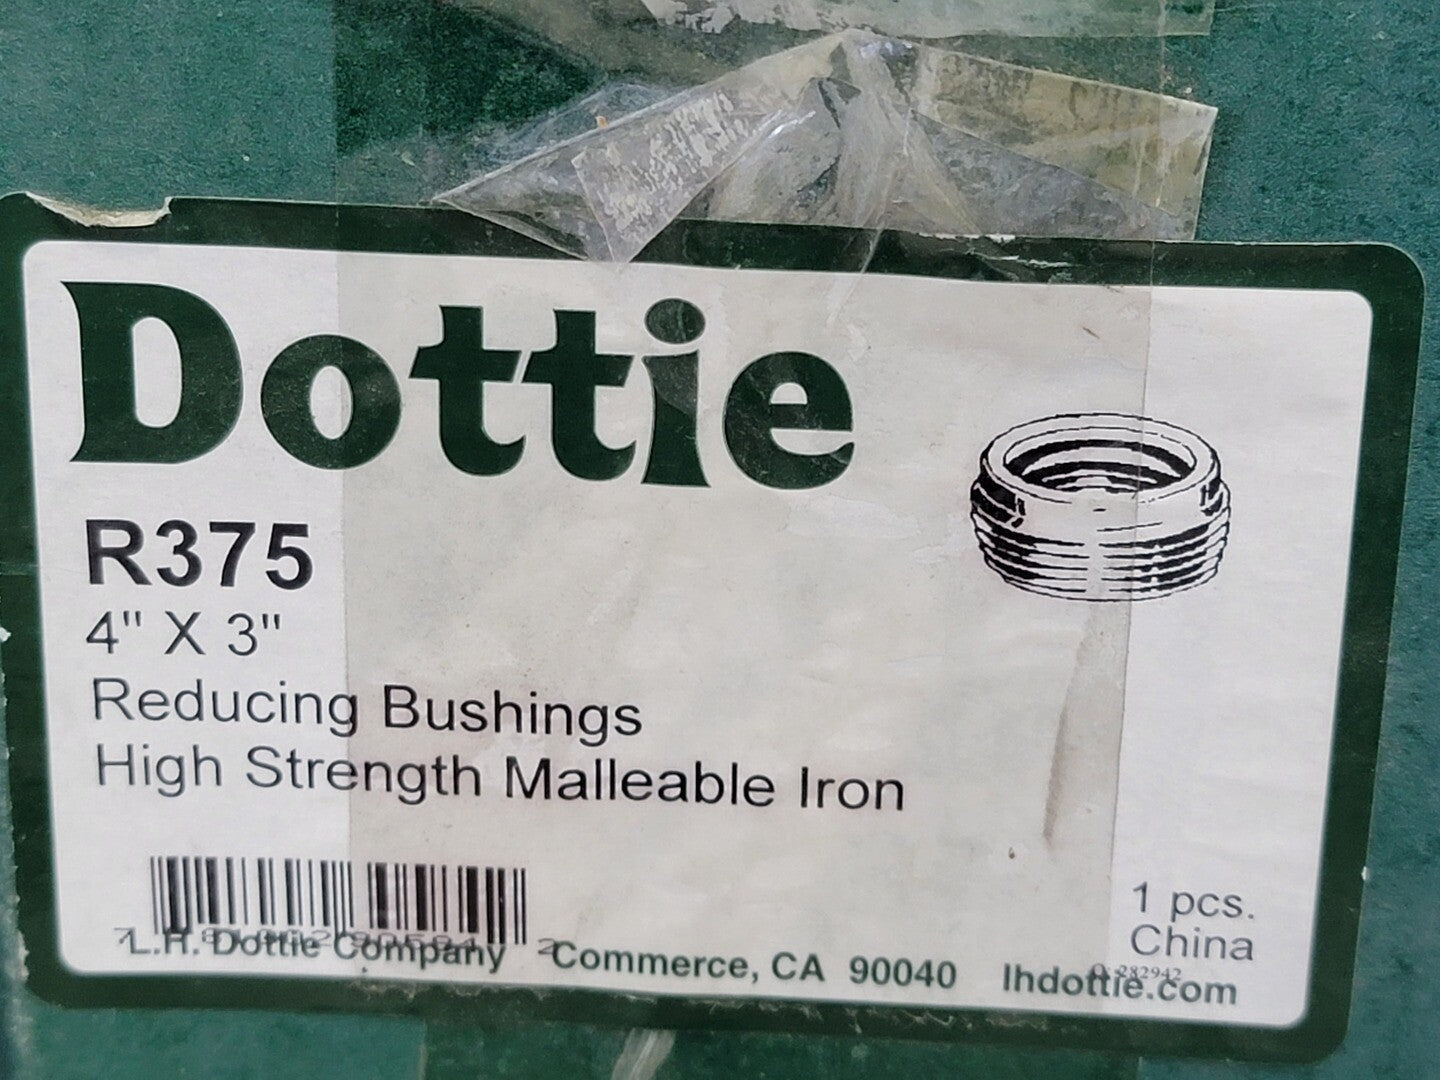 Dottie
R375
4" X 3"
Reducing Bushings
High Strength Malleable Iron
1 pcs.
China
L.H. Dottie Company Commerce, CA 90040 lhdottie.com